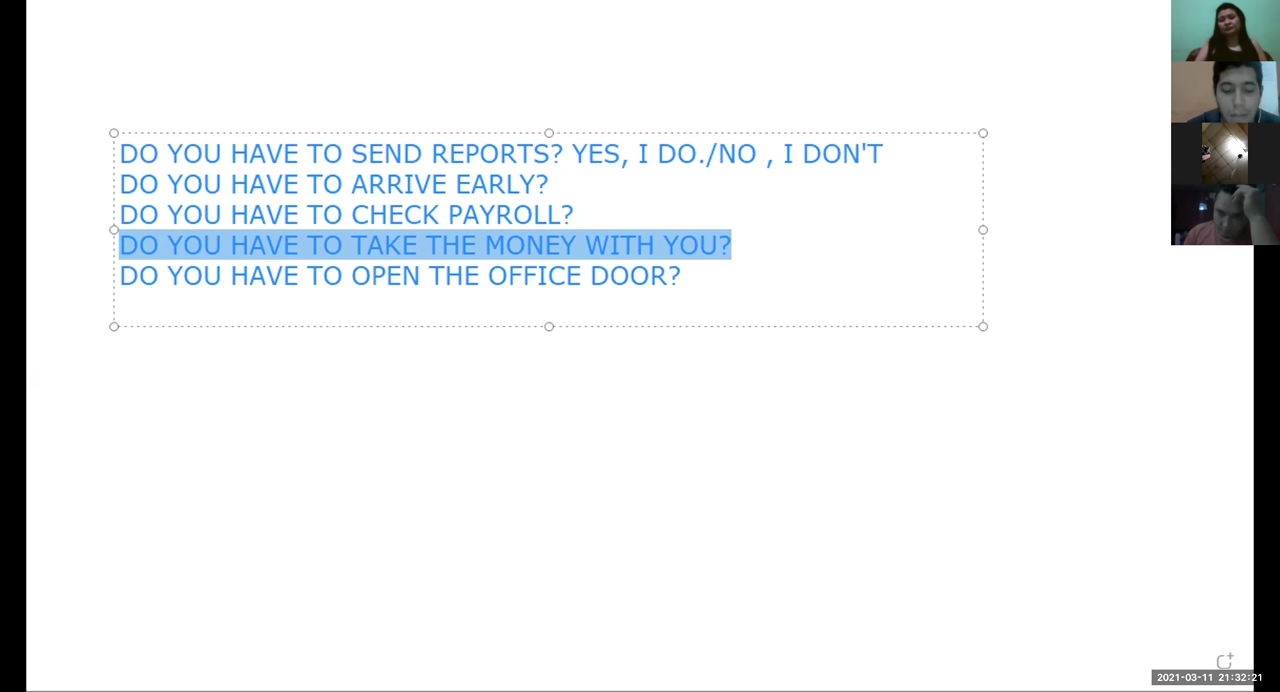 DO YOU HAVE TO SEND REPORTS? YES, I DO./NO , I DON'T
DO YOU HAVE TO ARRIVE EARLY?
DO YOU HAVE TO CHECK PAYROLL?
DO YOU HAVE TO TAKE THE MONEY WITH YOU?
DO YOU HAVE TO OPEN THE OFFICE DOOR?
2021-03-11 21:32:21